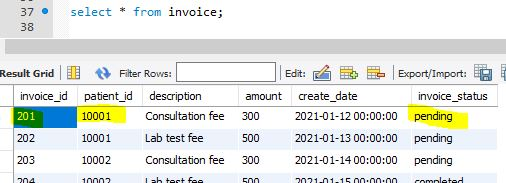 37 select * from invoice;
38
Result Grid Filter Rows: Edit: Export/Import:
invoice_id patient_id description amount create_date invoice_status
201 10001 Consultation fee 300 2021-01-12 00:00:00 pending
202 10001 Lab test fee 500 2021-01-13 00:00:00 pending
203 10002 Consultation fee 300 2021-01-14 00:00:00 pending
204 10002 Lab test fee 500 2021-01-15 00:00:00 completed